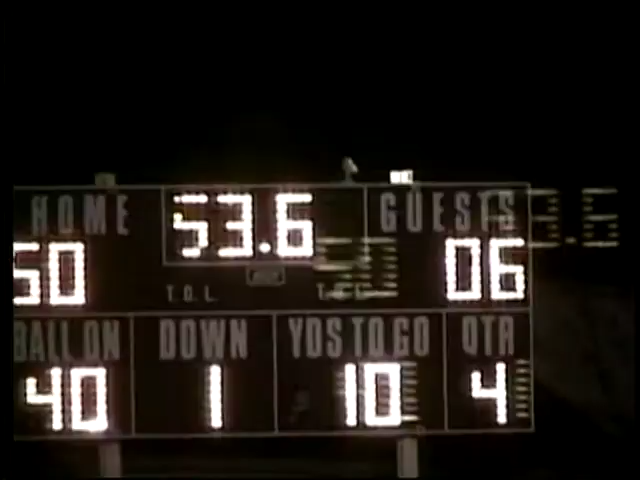 HOME 53.6 GUESTS
50 06
T.O.L.
BALL ON DOWN YDS TO GO QTR
40 1 10 4